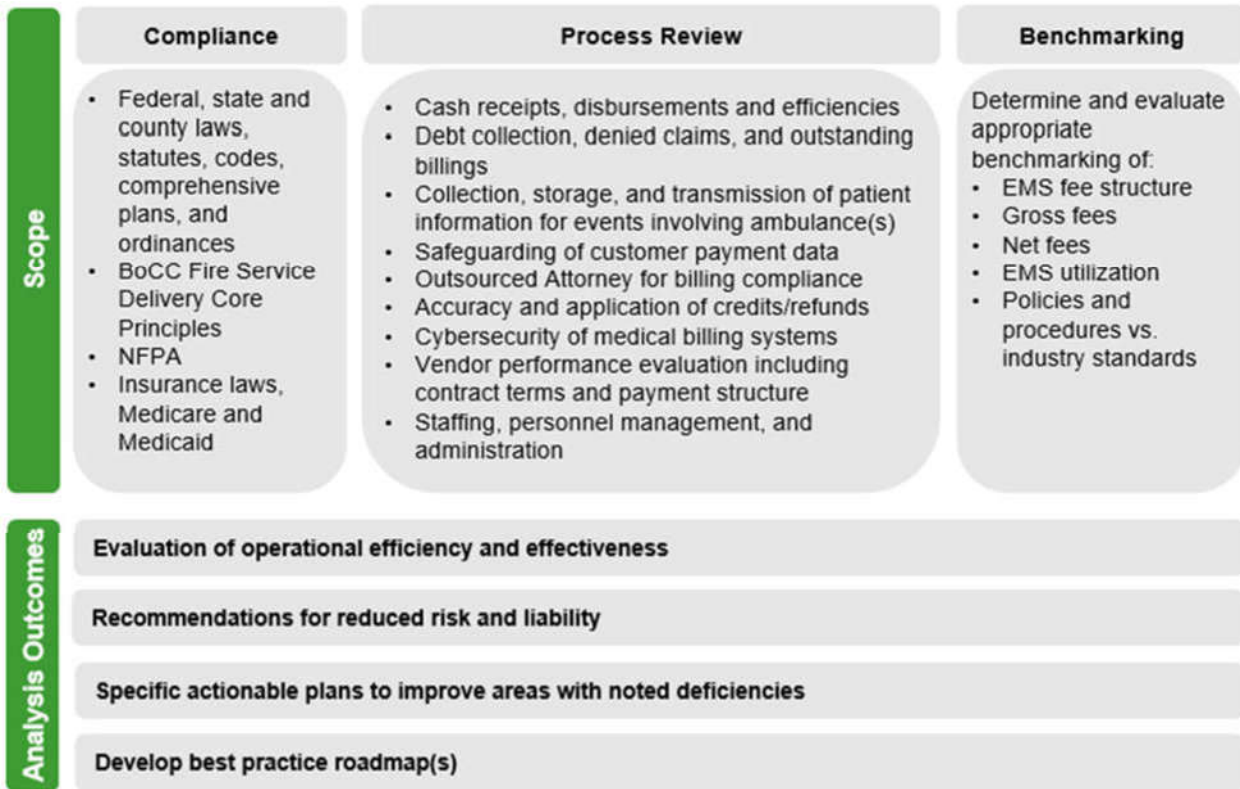 Scope
Compliance
• Federal, state and
county laws,
statutes, codes,
comprehensive
plans, and
ordinances
• BoCC Fire Service
Delivery Core
Principles
• NFPA
• Insurance laws,
Medicare and
Medicaid
Process Review
• Cash receipts, disbursements and efficiencies
• Debt collection, denied claims, and outstanding
billings
• Collection, storage, and transmission of patient
information for events involving ambulance(s)
• Safeguarding of customer payment data
• Outsourced Attorney for billing compliance
• Accuracy and application of credits/refunds
• Cybersecurity of medical billing systems
• Vendor performance evaluation including
contract terms and payment structure
• Staffing, personnel management, and
administration
Benchmarking
Determine and evaluate
appropriate
benchmarking of:
• EMS fee structure
• Gross fees
• Net fees
• EMS utilization
• Policies and
procedures vs.
industry standards
Analysis Outcomes
Evaluation of operational efficiency and effectiveness
Recommendations for reduced risk and liability
Specific actionable plans to improve areas with noted deficiencies
Develop best practice roadmap(s)